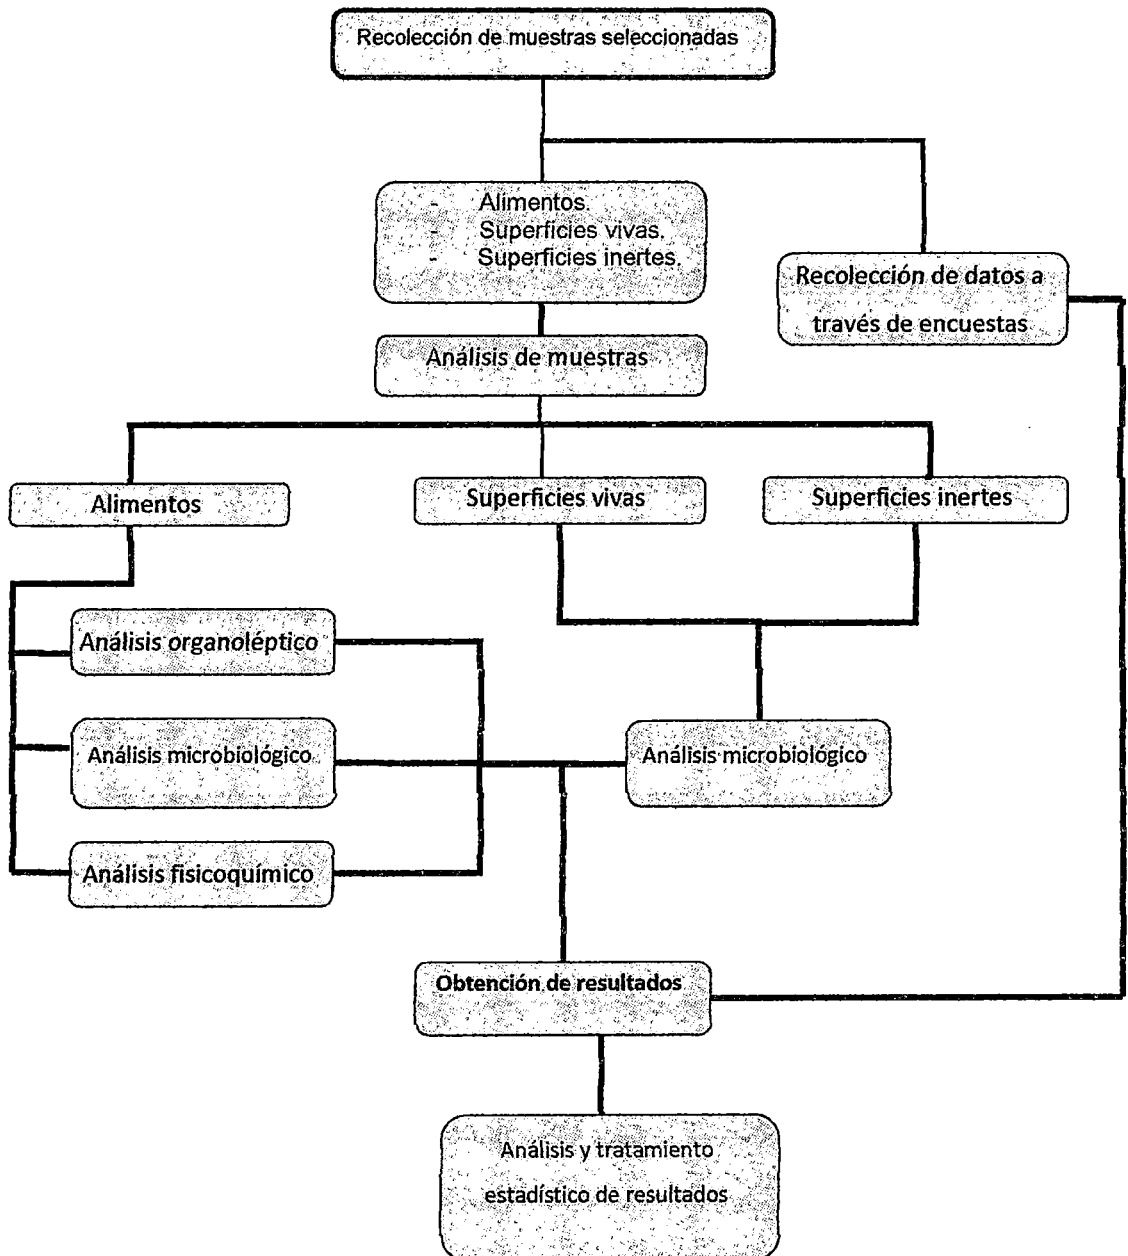 Recolección de muestras seleccionadas
- Alimentos.
- Superficies vivas.
- Superficies inertes.
Recolección de datos a
través de encuestas
Análisis de muestras
Alimentos
Superficies vivas
Superficies inertes
Análisis organoléptico
Análisis microbiológico
Análisis microbiológico
Análisis fisicoquímico
Obtención de resultados
Análisis y tratamiento
estadístico de resultados